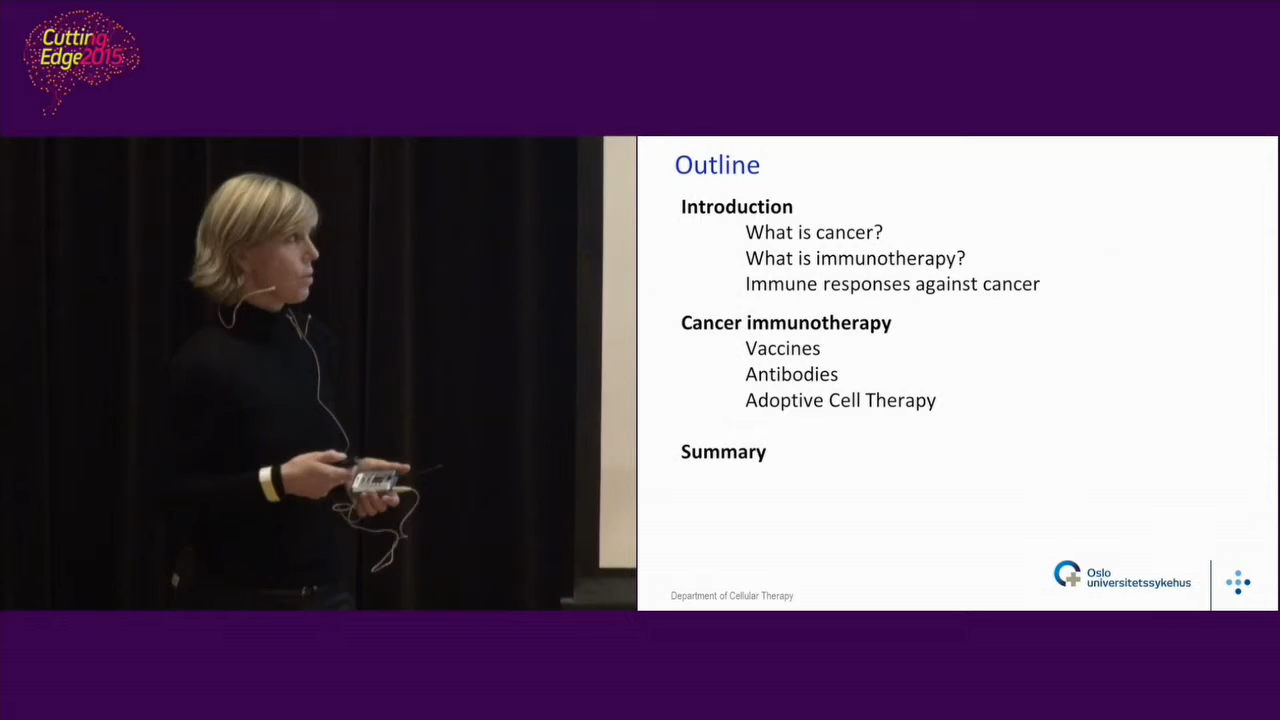 Cutting
Edge2015
Outline
Introduction
What is cancer?
What is immunotherapy?
Immune responses against cancer
Cancer immunotherapy
Vaccines
Antibodies
Adoptive Cell Therapy
Summary
Department of Cellular Therapy
Oslo
universitetssykehus